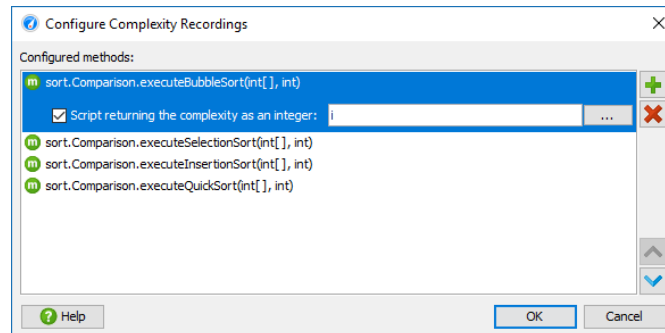 Configure Complexity Recordings
Configured methods:
m sort.Comparison.executeBubbleSort(int[], int)
Script returning the complexity as an integer: i ...
m sort.Comparison.executeSelectionSort(int[], int)
m sort.Comparison.executeInsertionSort(int[], int)
m sort.Comparison.executeQuickSort(int[], int)
? Help OK Cancel